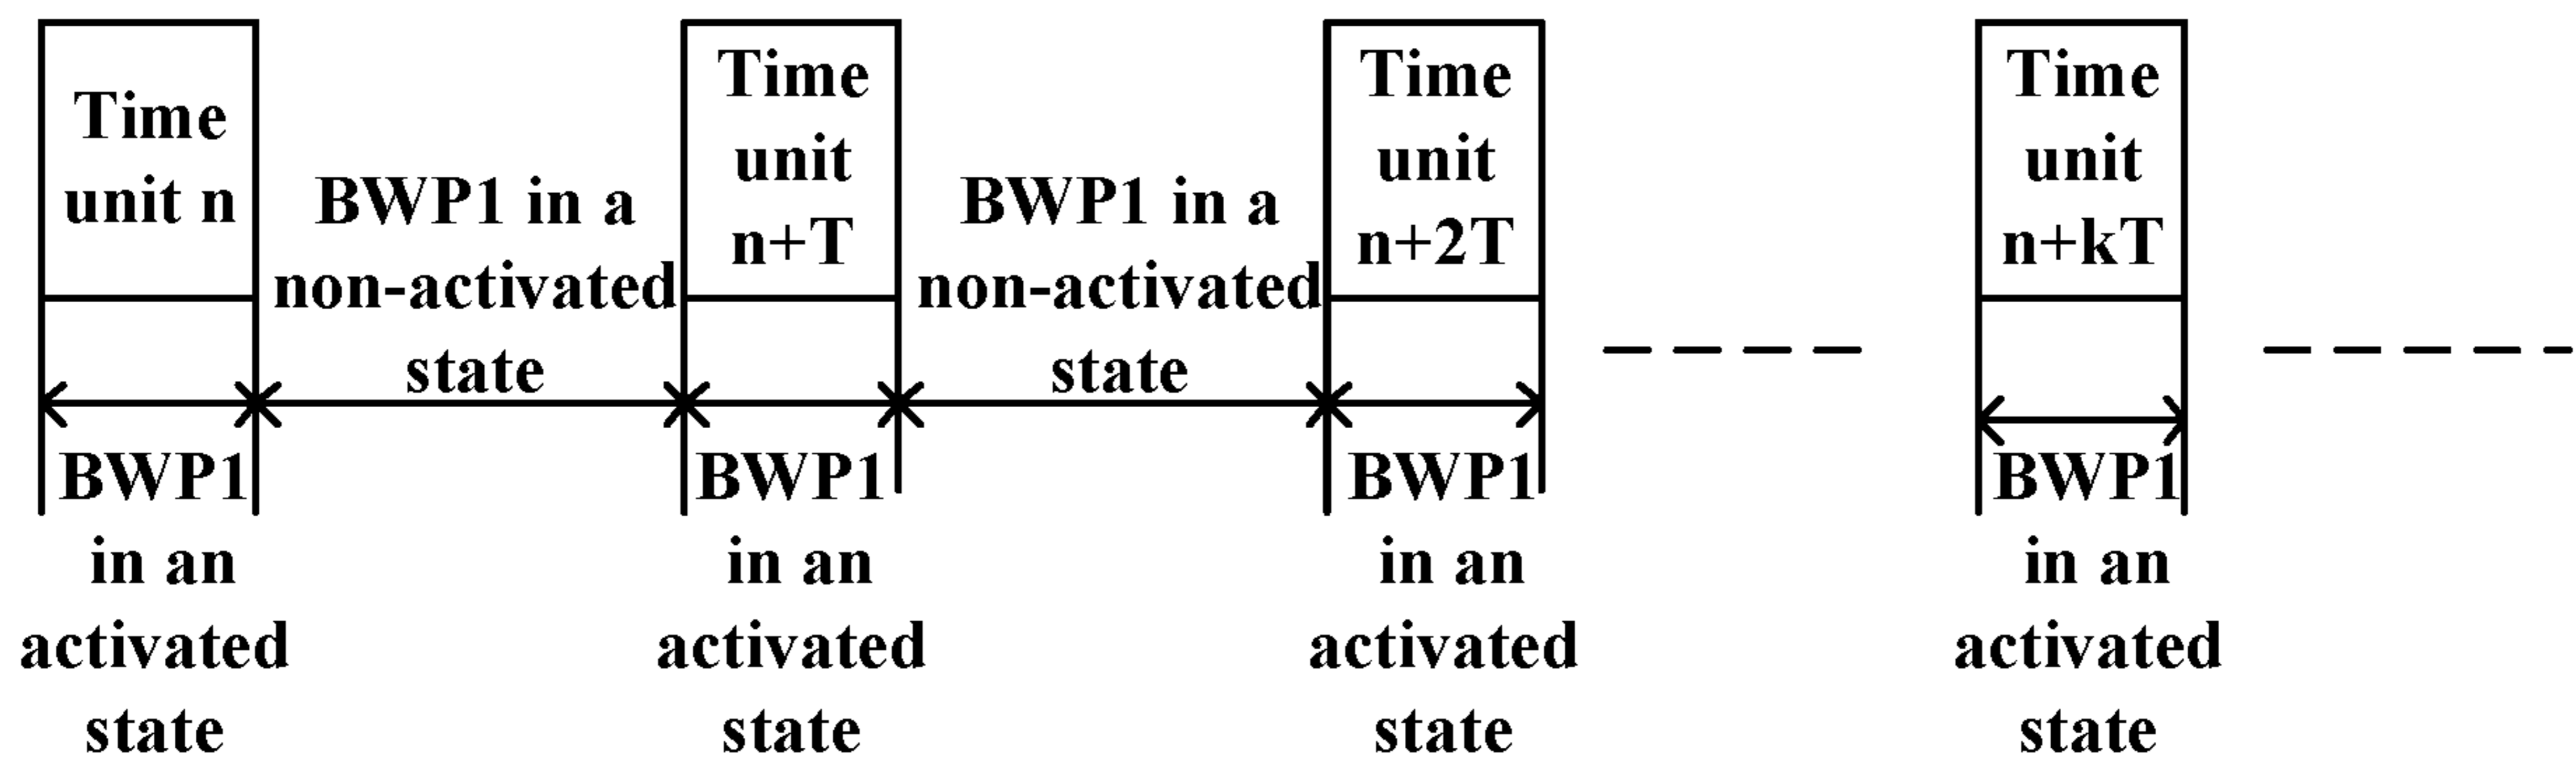 Time
unit n
BWP1 in a
non-activated
state
Time
unit
n+T
BWP1 in a
non-activated
state
Time
unit
n+2T
Time
unit
n+kT
BWP1
in an
activated
state
BWP1
in an
activated
state
BWP1
in an
activated
state
BWP1
in an
activated
state